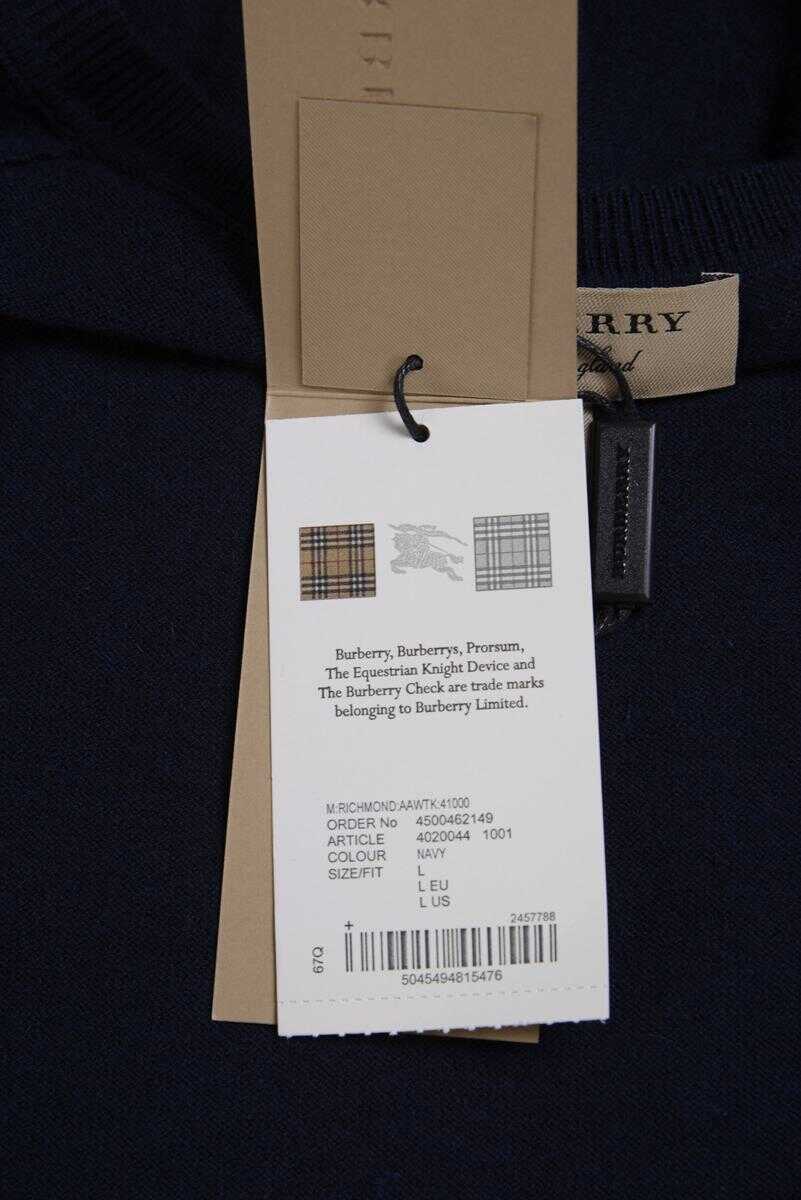 RRY
gland
BURBERRY
Burberry, Burberrys, Prorsum,
The Equestrian Knight Device and
The Burberry Check are trade marks
belonging to Burberry Limited.
M:RICHMOND:AAWTK:41000
ORDER No 4500462149
ARTICLE 4020044 1001
COLOUR NAVY
SIZE/FIT L
L EU
L US
2457788
67Q
5045494815476